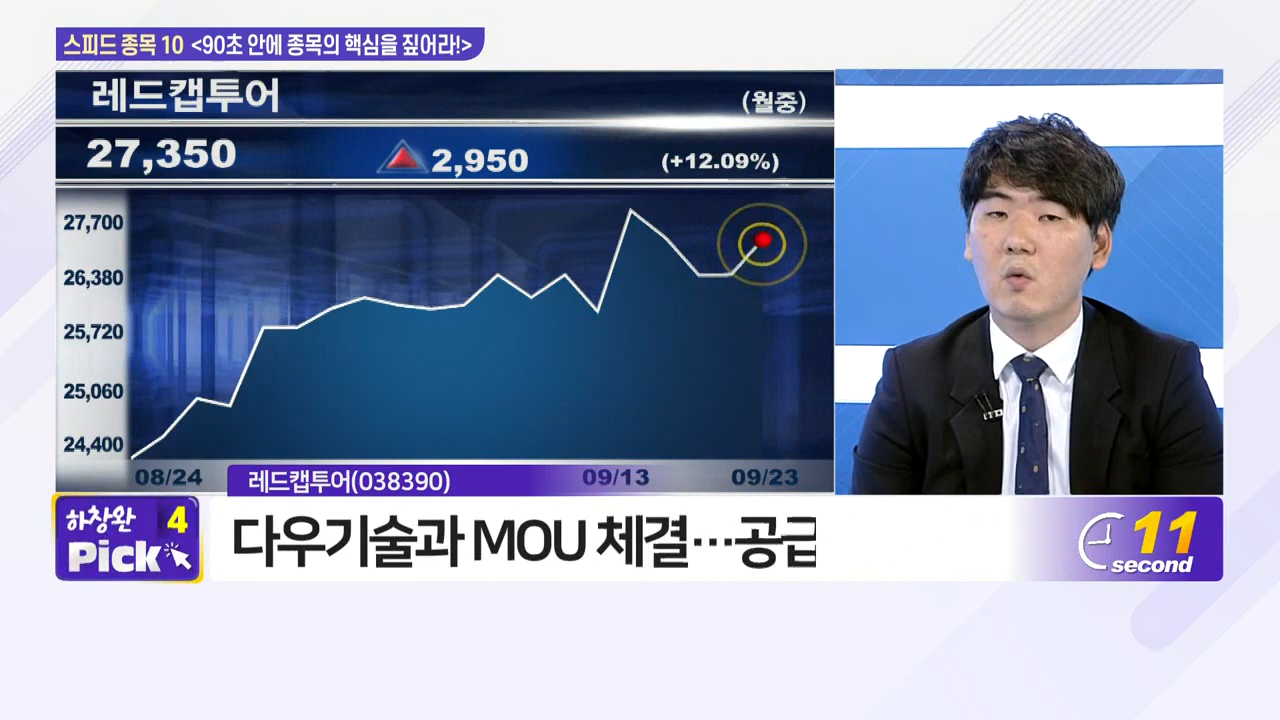 스피드 종목 10 <90초 안에 종목의 핵심을 짚어라!>
레드캡투어
(월중)
27,350
2,950
(+12.09%)
27,700
26,380
25,720
25,060
24,400
08/24
09/13
09/23
레드캡투어(038390)
하창완
4
Pick
다우기술과 MOU 체결…공급
11
second